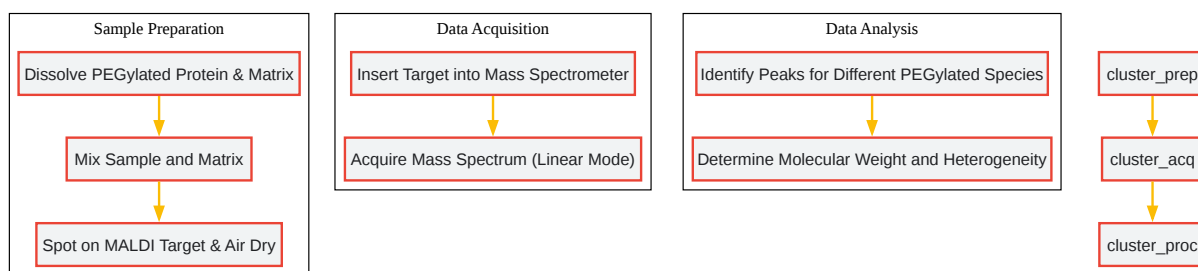 Sample Preparation
Dissolve PEGylated Protein & Matrix
Mix Sample and Matrix
Spot on MALDI Target & Air Dry
Data Acquisition
Insert Target into Mass Spectrometer
Acquire Mass Spectrum (Linear Mode)
Data Analysis
Identify Peaks for Different PEGylated Species
Determine Molecular Weight and Heterogeneity
cluster_prep
cluster_acq
cluster_proc